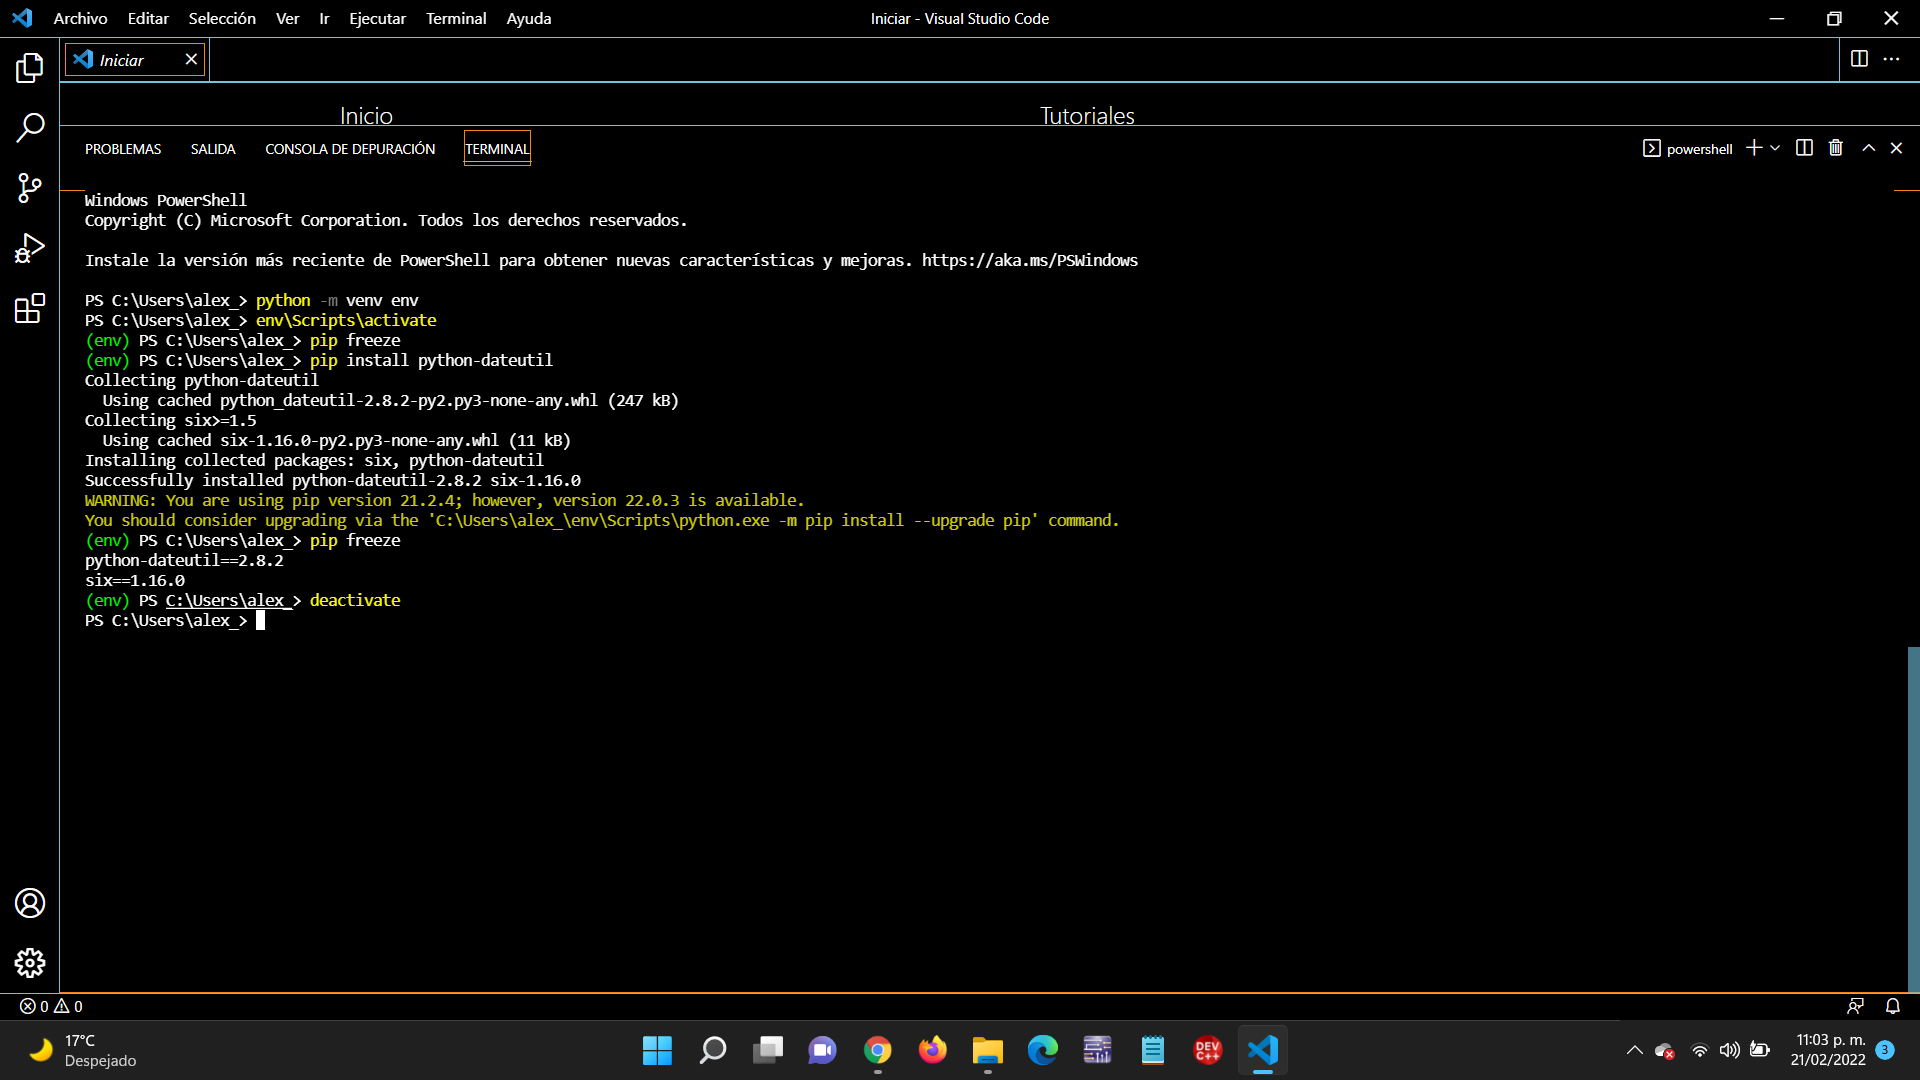 Archivo Editar Selección Ver Ir Ejecutar Terminal Ayuda
Iniciar - Visual Studio Code
Iniciar
Inicio
Tutoriales
PROBLEMAS SALIDA CONSOLA DE DEPURACIÓN TERMINAL
powershell
Windows PowerShell
Copyright (C) Microsoft Corporation. Todos los derechos reservados.
Instale la versión más reciente de PowerShell para obtener nuevas características y mejoras. https://aka.ms/PSWindows
PS C:\Users\alex_> python -m venv env
PS C:\Users\alex_> env\Scripts\activate
(env) PS C:\Users\alex_> pip freeze
(env) PS C:\Users\alex_> pip install python-dateutil
Collecting python-dateutil
  Using cached python_dateutil-2.8.2-py2.py3-none-any.whl (247 kB)
Collecting six>=1.5
  Using cached six-1.16.0-py2.py3-none-any.whl (11 kB)
Installing collected packages: six, python-dateutil
Successfully installed python-dateutil-2.8.2 six-1.16.0
WARNING: You are using pip version 21.2.4; however, version 22.0.3 is available.
You should consider upgrading via the 'C:\Users\alex_\env\Scripts\python.exe -m pip install --upgrade pip' command.
(env) PS C:\Users\alex_> pip freeze
python-dateutil==2.8.2
six==1.16.0
(env) PS C:\Users\alex_> deactivate
PS C:\Users\alex_>
0 0
17°C
Despejado
DEV
C++
11:03 p. m.
21/02/2022
3